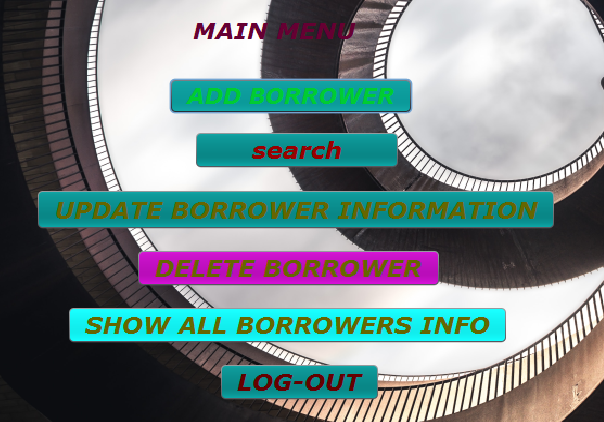 MAIN MENU
ADD BORROWER
search
UPDATE BORROWER INFORMATION
DELETE BORROWER
SHOW ALL BORROWERS INFO
LOG-OUT